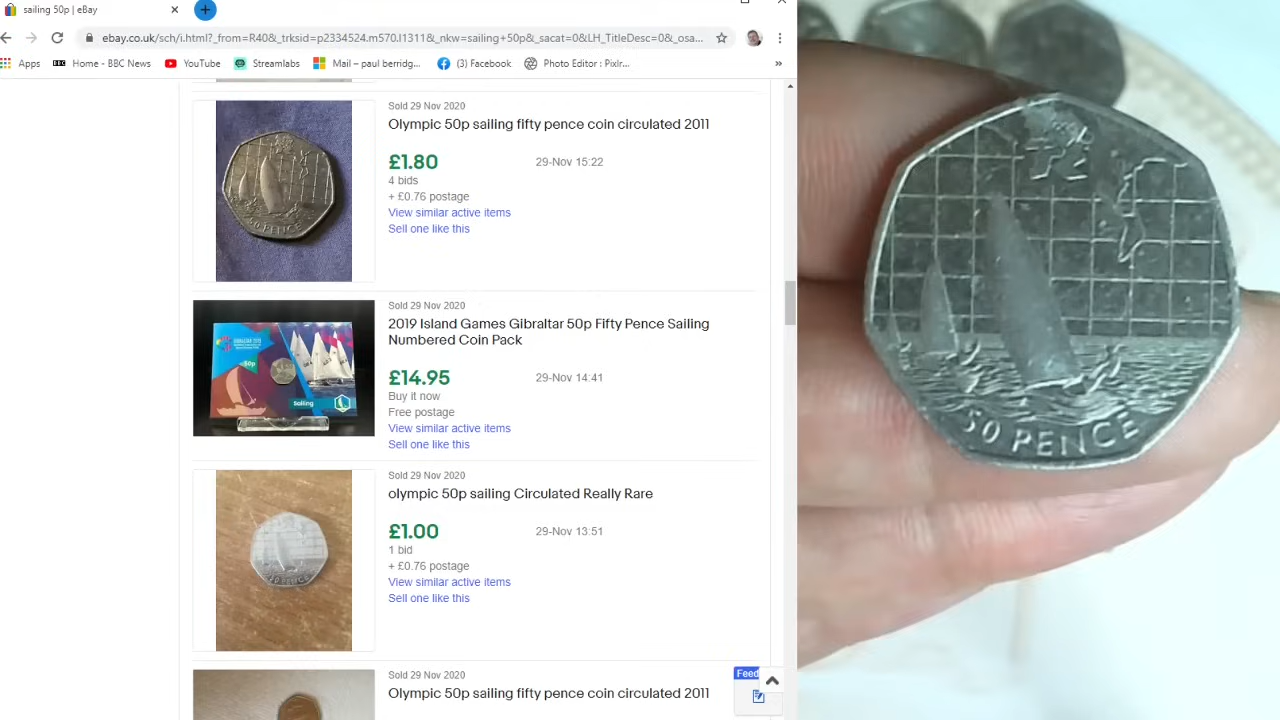 sailing 50p | eBay
ebay.co.uk/sch/i.html?_from=R40&_trksid=p2334524.m570.l1311&_nkw=sailing+50p&_sacat=0&LH_TitleDesc=0&_osa...
Apps
BBC
Home - BBC News
YouTube
Streamlabs
Mail – paul berridg...
(3) Facebook
Photo Editor : Pixlr...
»
Sold 29 Nov 2020
Olympic 50p sailing fifty pence coin circulated 2011
£1.80
29-Nov 15:22
4 bids
+ £0.76 postage
View similar active items
Sell one like this
50 PENCE
Sold 29 Nov 2020
2019 Island Games Gibraltar 50p Fifty Pence Sailing
Numbered Coin Pack
£14.95
29-Nov 14:41
Buy it now
Free postage
View similar active items
Sell one like this
50p
Sailing
Sold 29 Nov 2020
olympic 50p sailing Circulated Really Rare
£1.00
29-Nov 13:51
1 bid
+ £0.76 postage
View similar active items
Sell one like this
50 PENCE
Sold 29 Nov 2020
Olympic 50p sailing fifty pence coin circulated 2011
Feed
50 PENCE